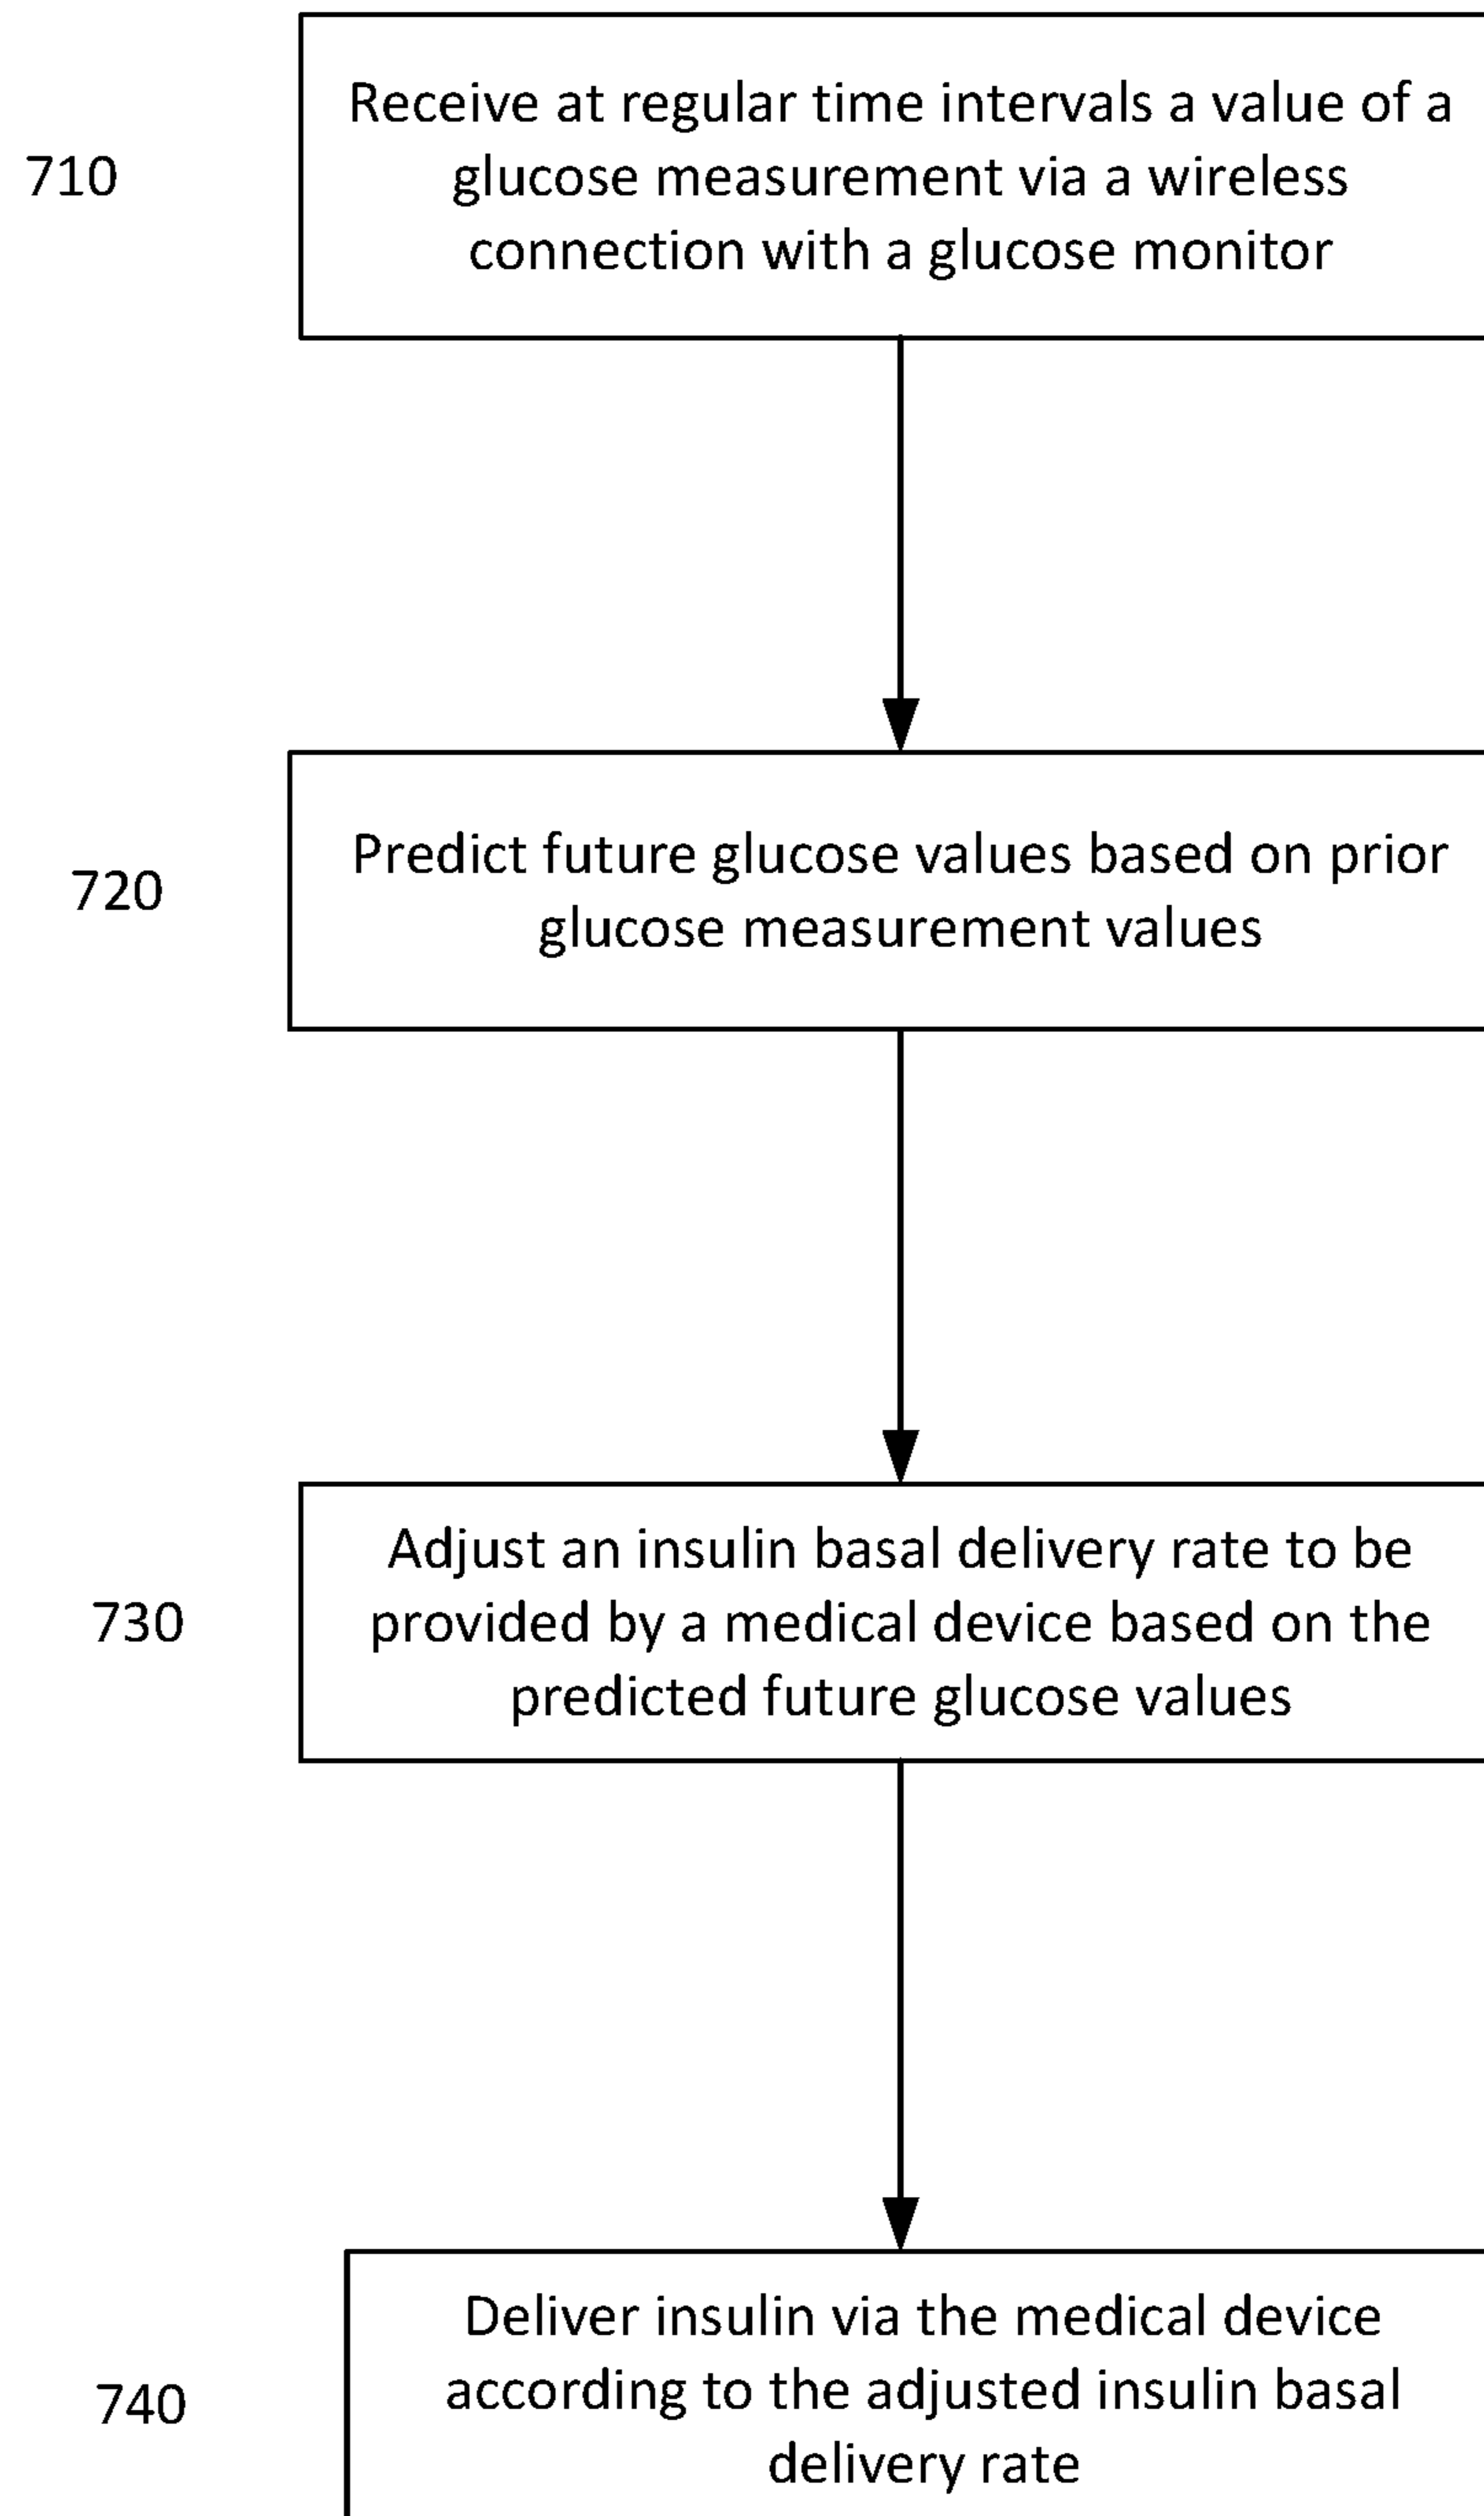 710
Receive at regular time intervals a value of a
glucose measurement via a wireless
connection with a glucose monitor
720
Predict future glucose values based on prior
glucose measurement values
730
Adjust an insulin basal delivery rate to be
provided by a medical device based on the
predicted future glucose values
740
Deliver insulin via the medical device
according to the adjusted insulin basal
delivery rate